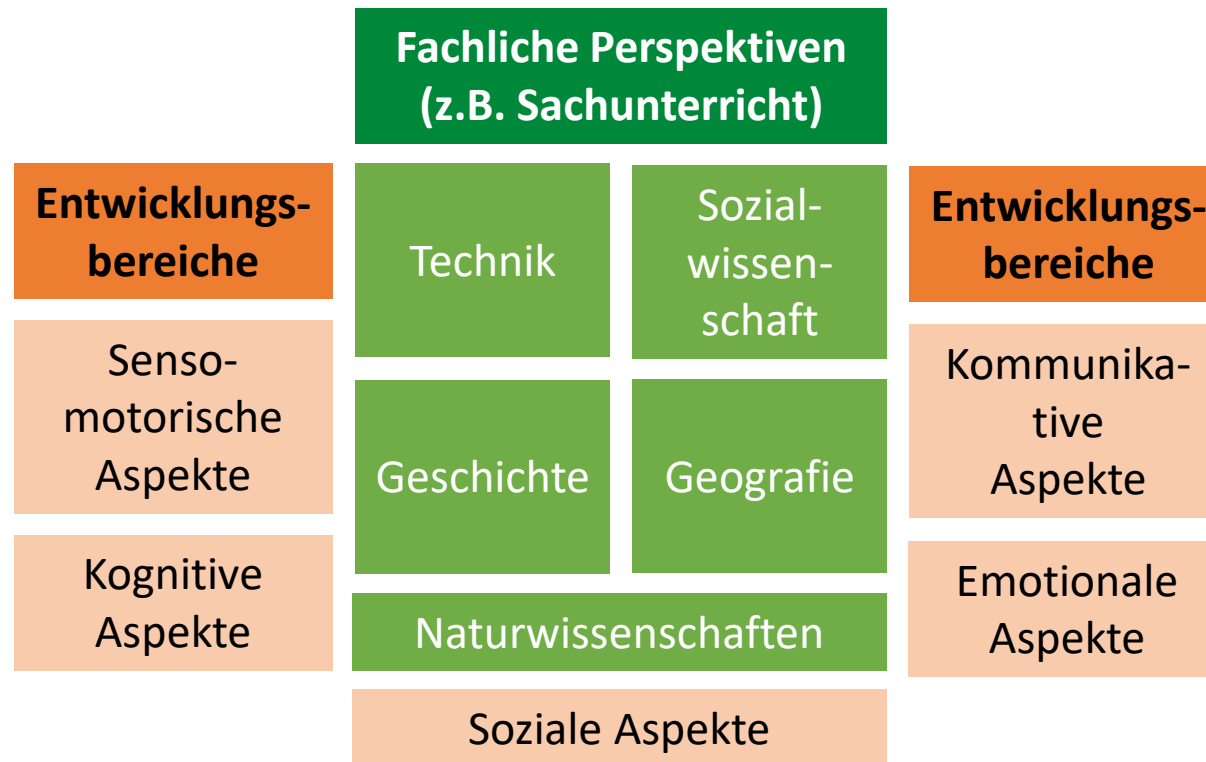 Fachliche Perspektiven
(z.B. Sachunterricht)
Entwicklungs-
bereiche
Senso-
motorische
Aspekte
Kognitive
Aspekte
Technik
Sozial-
wissen-
schaft
Geschichte
Geografie
Naturwissenschaften
Soziale Aspekte
Entwicklungs-
bereiche
Kommunika-
tive
Aspekte
Emotionale
Aspekte